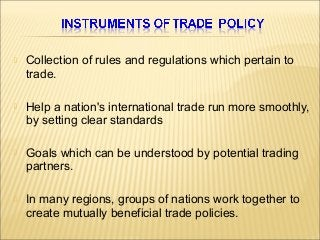 INSTRUMENTS OF TRADE POLICY
Collection of rules and regulations which pertain to
trade.
Help a nation's international trade run more smoothly,
by setting clear standards
Goals which can be understood by potential trading
partners.
In many regions, groups of nations work together to
create mutually beneficial trade policies.